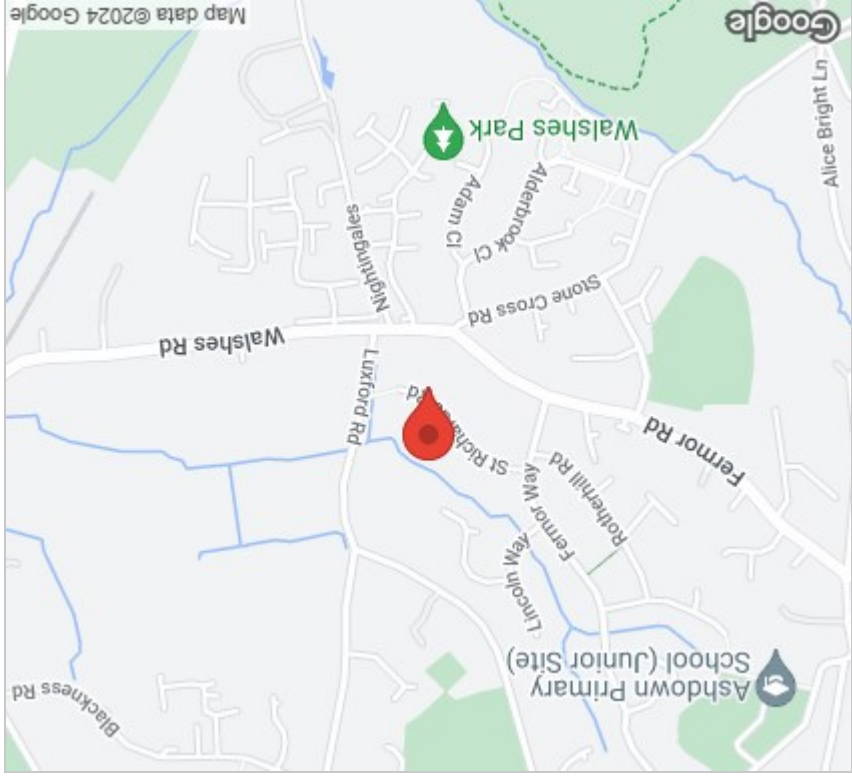 Ashdown Primary
School (Junior Site)
Blackness Rd
Lincoln Way
Fermor Way
Rotherhill Rd
Fermor Rd
St Richards Rd
Luxford Rd
Walshes Rd
Stone Cross Rd
Nightingales
Alderbrook Cl
Adam Cl
Walshes Park
Alice Bright Ln
Google
Map data ©2024 Google